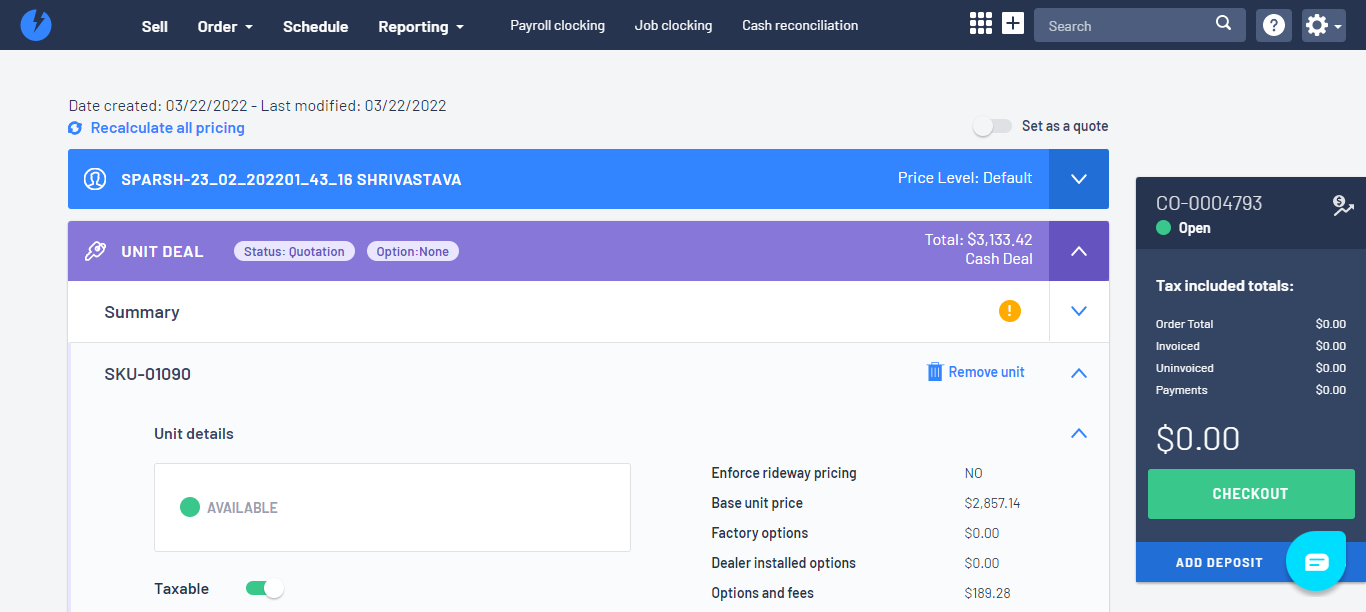 Sell Order Schedule Reporting Payroll clocking Job clocking Cash reconciliation Search ?
Date created: 03/22/2022 - Last modified: 03/22/2022
Recalculate all pricing
Set as a quote
SPARSH-23_02_202201_43_16 SHRIVASTAVA
Price Level: Default
UNIT DEAL
Status: Quotation
Option:None
Total: $3,133.42
Cash Deal
Summary
!
SKU-01090
Remove unit
Unit details
AVAILABLE
Taxable
Enforce rideway pricing NO
Base unit price $2,857.14
Factory options $0.00
Dealer installed options $0.00
Options and fees $189.28
CO-0004793
$
Open
Tax included totals:
Order Total $0.00
Invoiced $0.00
Uninvoiced $0.00
Payments $0.00
$0.00
CHECKOUT
ADD DEPOSIT